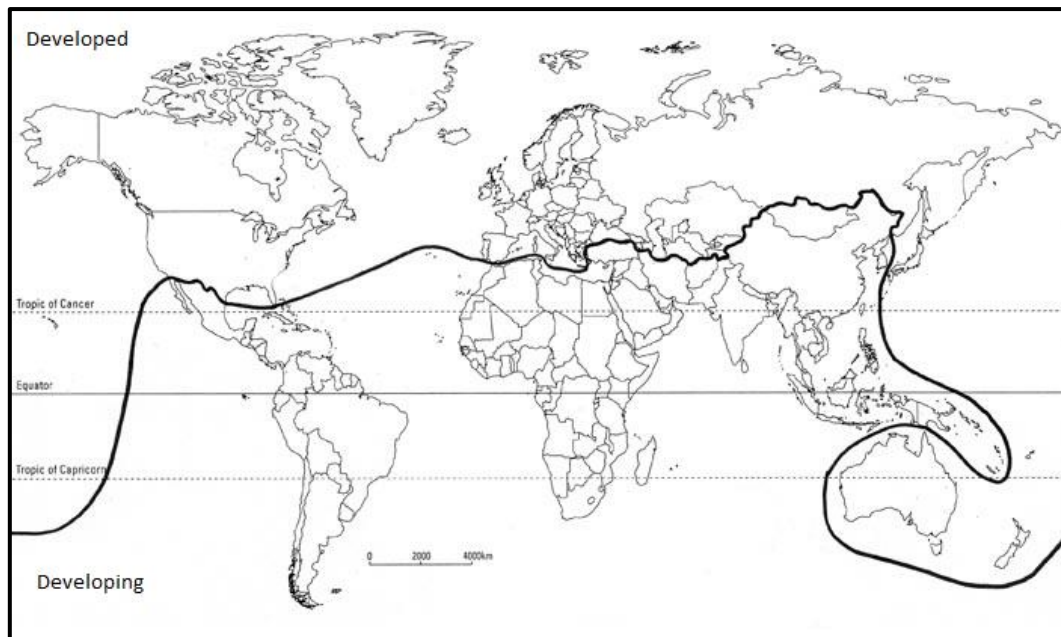 Developed
Tropic of Cancer
Equator
Tropic of Capricorn
0 2000 4000km
Developing